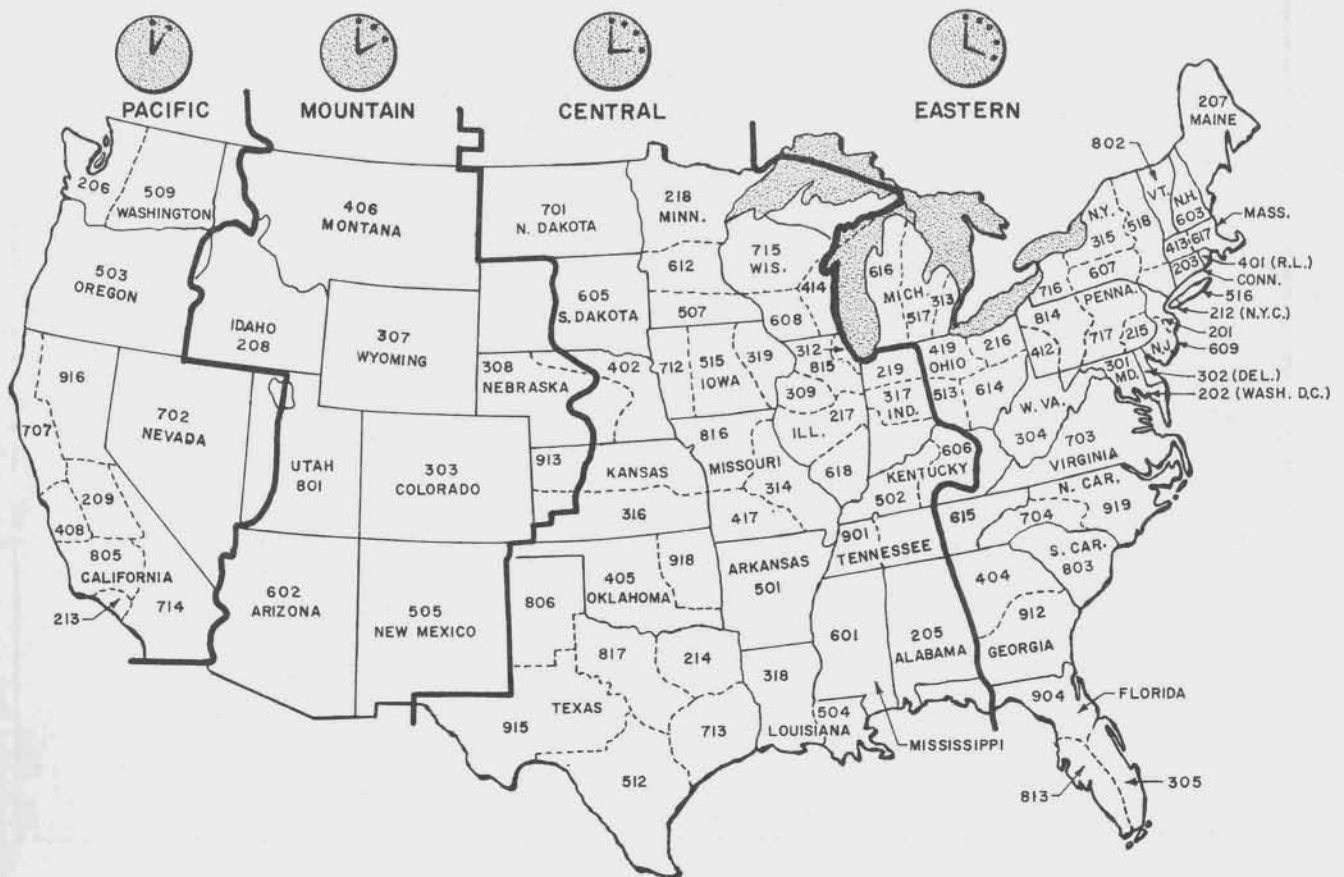 PACIFIC
MOUNTAIN
CENTRAL
EASTERN
206
509
WASHINGTON
503
OREGON
IDAHO
208
406
MONTANA
307
WYOMING
916
707
702
NEVADA
209
408
805
CALIFORNIA
213
714
UTAH
801
303
COLORADO
602
ARIZONA
505
NEW MEXICO
701
N. DAKOTA
605
S. DAKOTA
308
NEBRASKA
402
913
KANSAS
316
405
OKLAHOMA
918
806
817
214
TEXAS
915
713
512
218
MINN.
612
507
715
WIS.
414
608
712
515
IOWA
319
816
MISSOURI
314
417
ARKANSAS
501
318
504
LOUISIANA
312
815
309
217
ILL.
618
616
MICH.
517
313
219
317
IND.
419
OHIO
216
513
614
606
KENTUCKY
502
901
TENNESSEE
615
601
MISSISSIPPI
205
ALABAMA
404
912
GEORGIA
904
FLORIDA
813
305
N. CAR.
704
919
S. CAR.
803
W. VA.
304
703
VIRGINIA
207
MAINE
802
VT.
N.H.
603
MASS.
413
617
401 (R.L.)
203
CONN.
516
212 (N.Y.C.)
201
N.J.
609
N.Y.
518
315
607
716
PENNA.
814
717
215
412
301
MD.
302 (DEL.)
202 (WASH. D.C.)